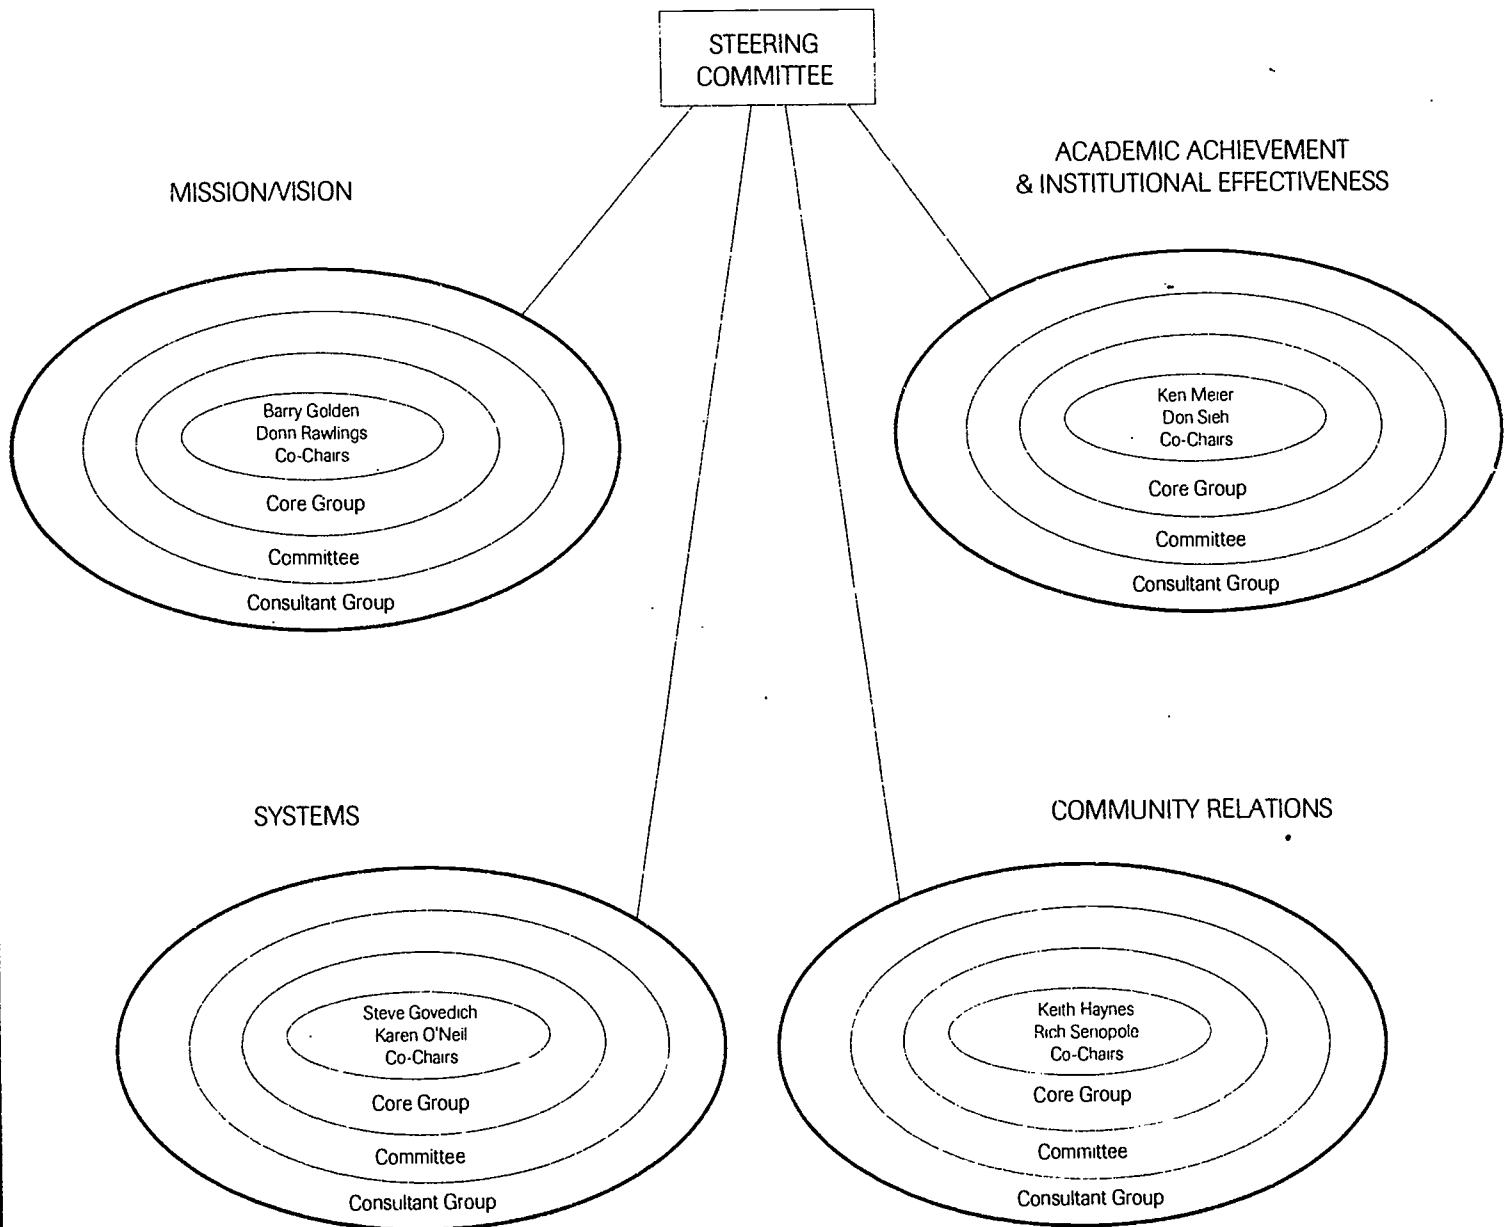 STEERING
COMMITTEE
MISSION/VISION
ACADEMIC ACHIEVEMENT
& INSTITUTIONAL EFFECTIVENESS
Barry Golden
Donn Rawlings
Co-Chairs
Core Group
Committee
Consultant Group
Ken Meier
Don Sieh
Co-Chairs
Core Group
Committee
Consultant Group
SYSTEMS
COMMUNITY RELATIONS
Steve Govedich
Karen O'Neil
Co-Chairs
Core Group
Committee
Consultant Group
Keith Haynes
Rich Senopole
Co-Chairs
Core Group
Committee
Consultant Group